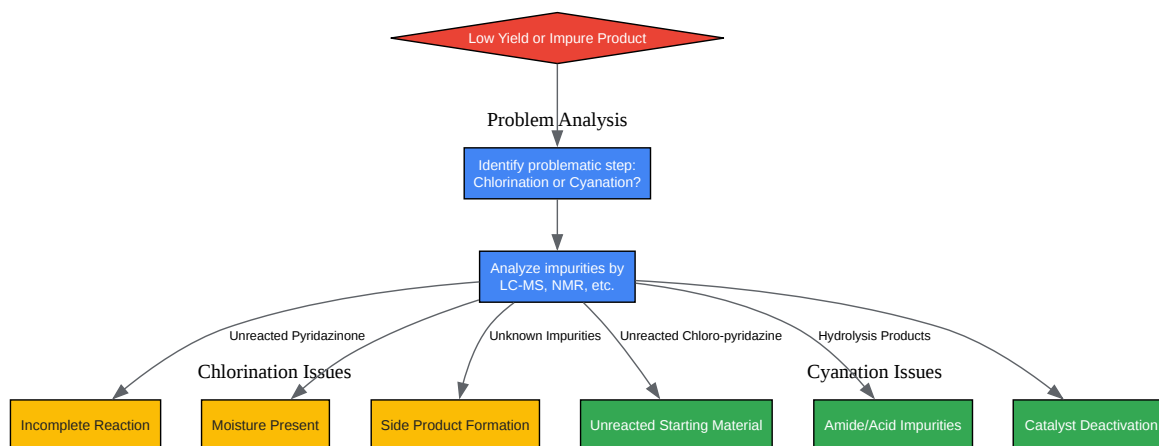 Low Yield or Impure Product
Problem Analysis
Identify problematic step:
Chlorination or Cyanation?
Analyze impurities by
LC-MS, NMR, etc.
Unreacted Pyridazinone
Unknown Impurities
Unreacted Chloro-pyridazine
Hydrolysis Products
Chlorination Issues
Cyanation Issues
Incomplete Reaction
Moisture Present
Side Product Formation
Unreacted Starting Material
Amide/Acid Impurities
Catalyst Deactivation